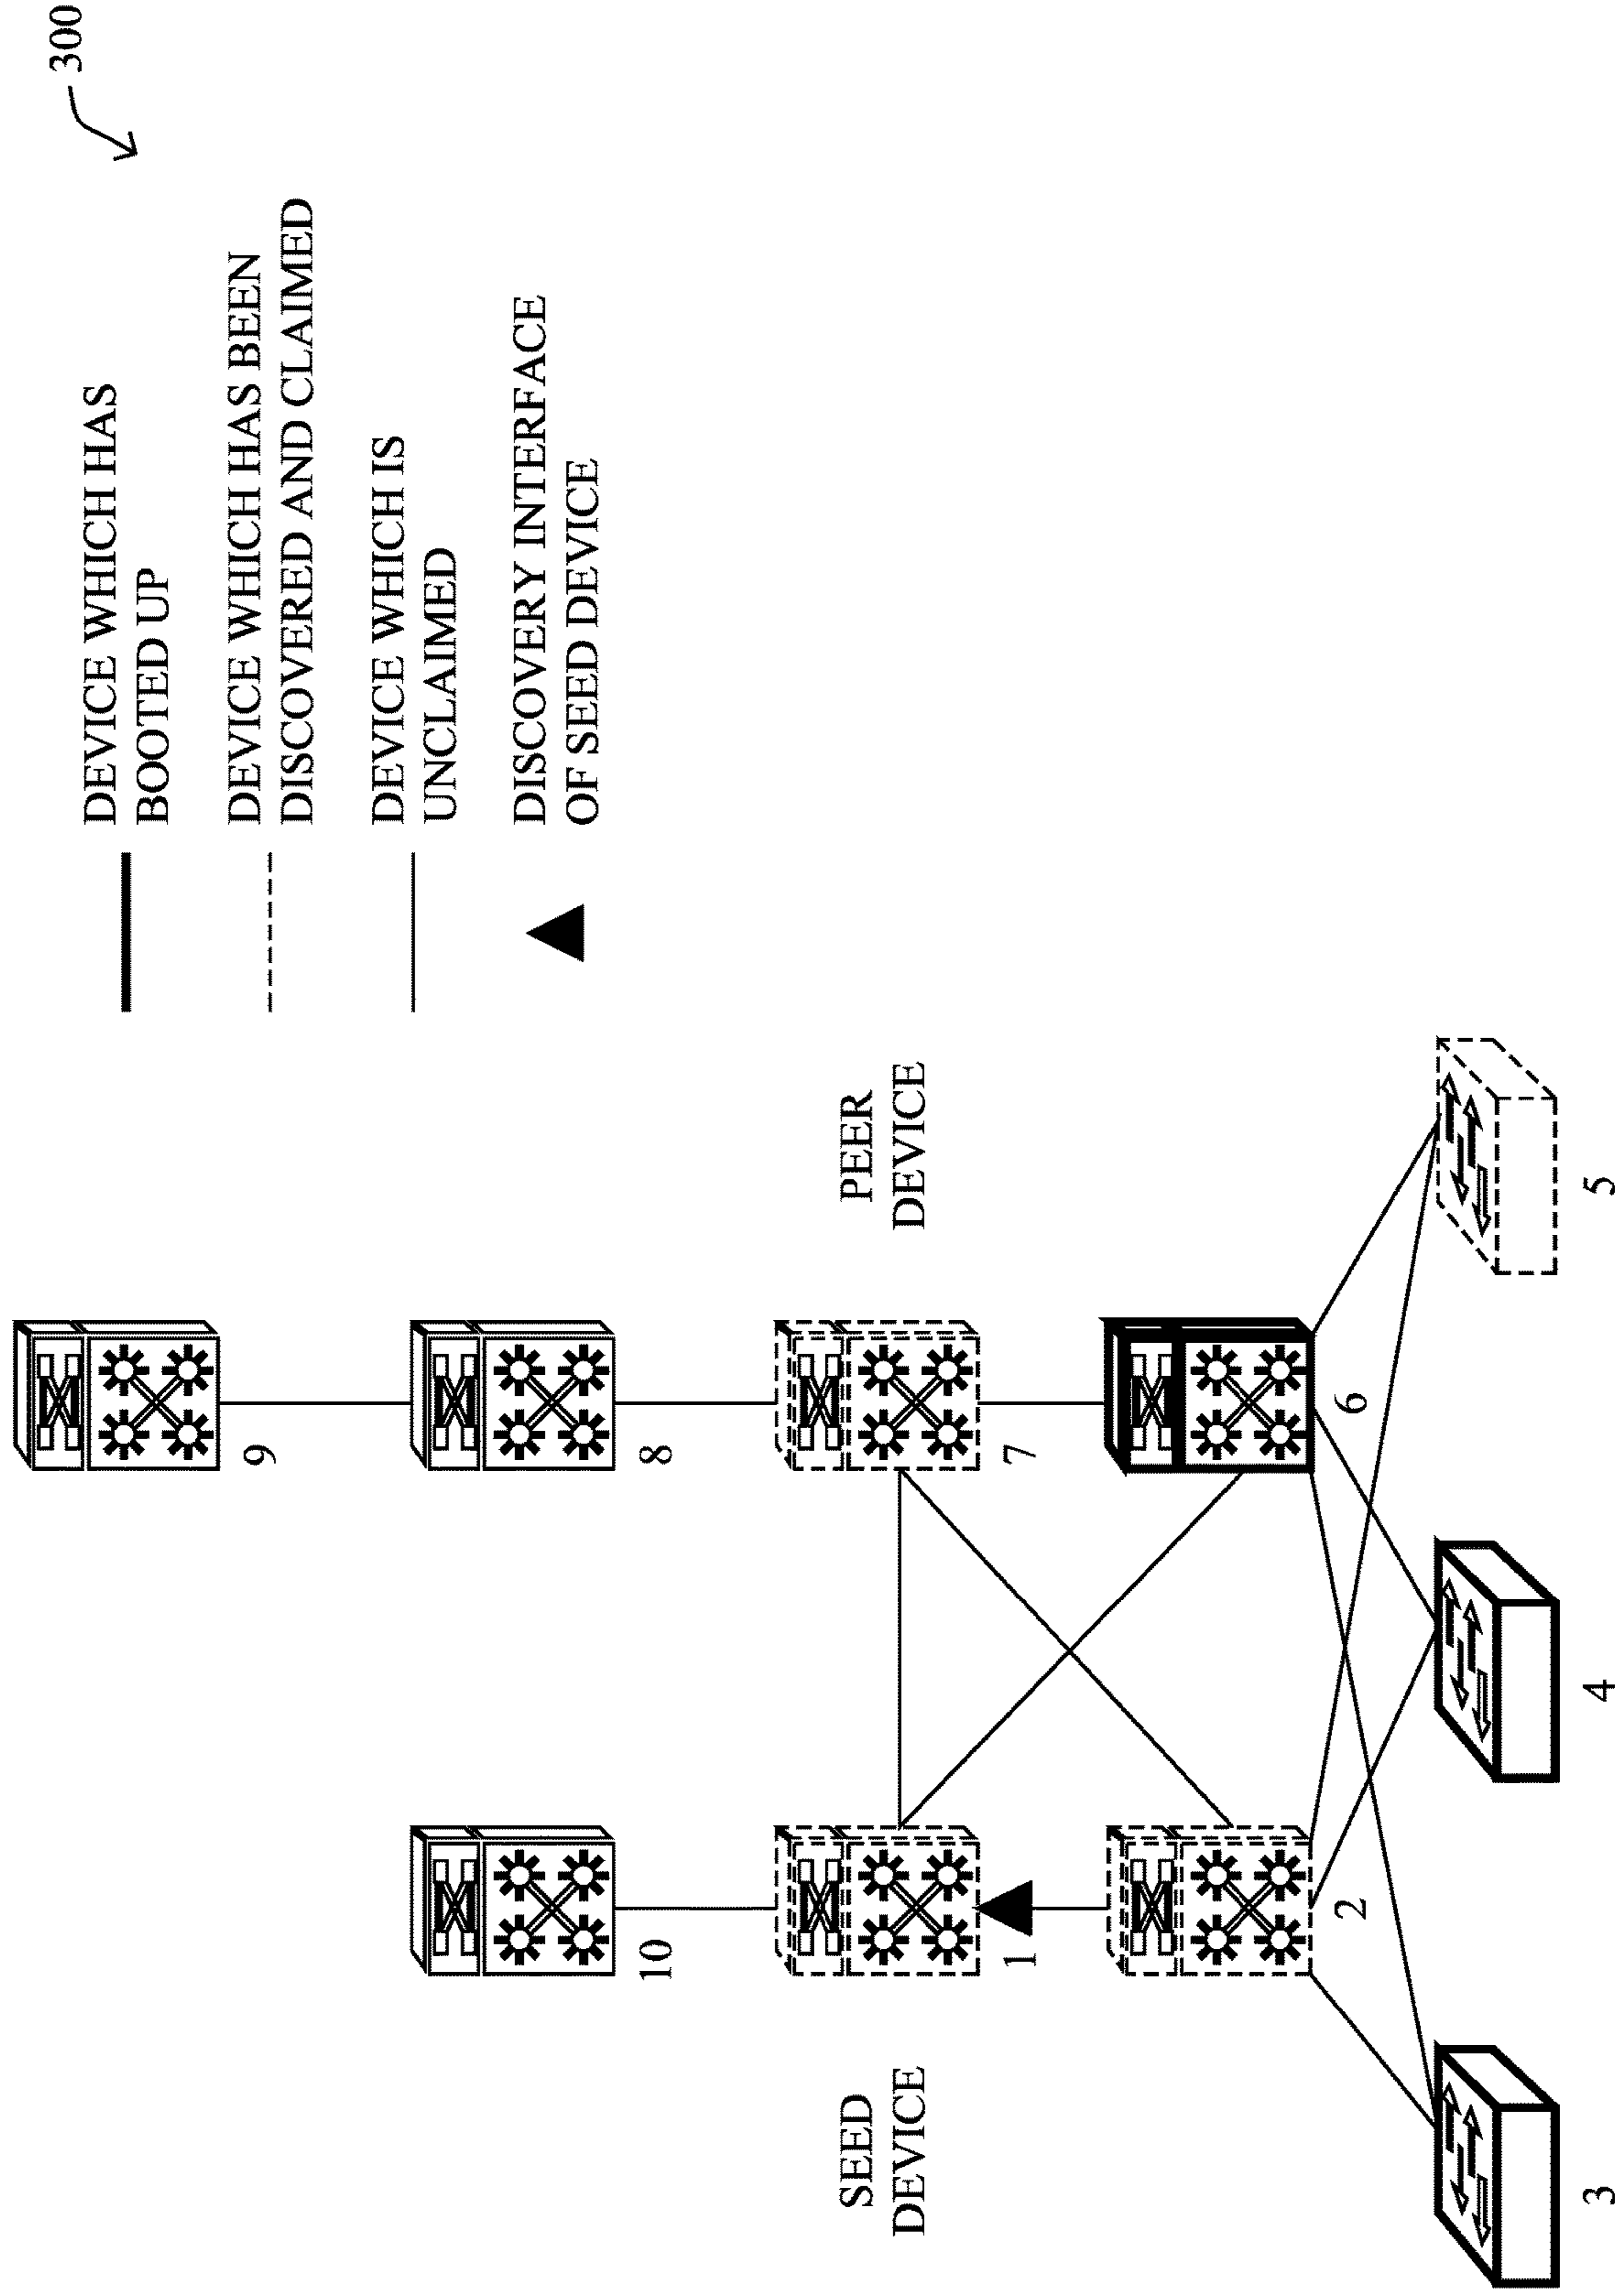 300
DEVICE WHICH HAS
BOOTED UP
DEVICE WHICH HAS BEEN
DISCOVERED AND CLAIMED
DEVICE WHICH IS
UNCLAIMED
DISCOVERY INTERFACE
OF SEED DEVICE
9
10
8
SEED
DEVICE
PEER
DEVICE
1
7
2
6
3
4
5